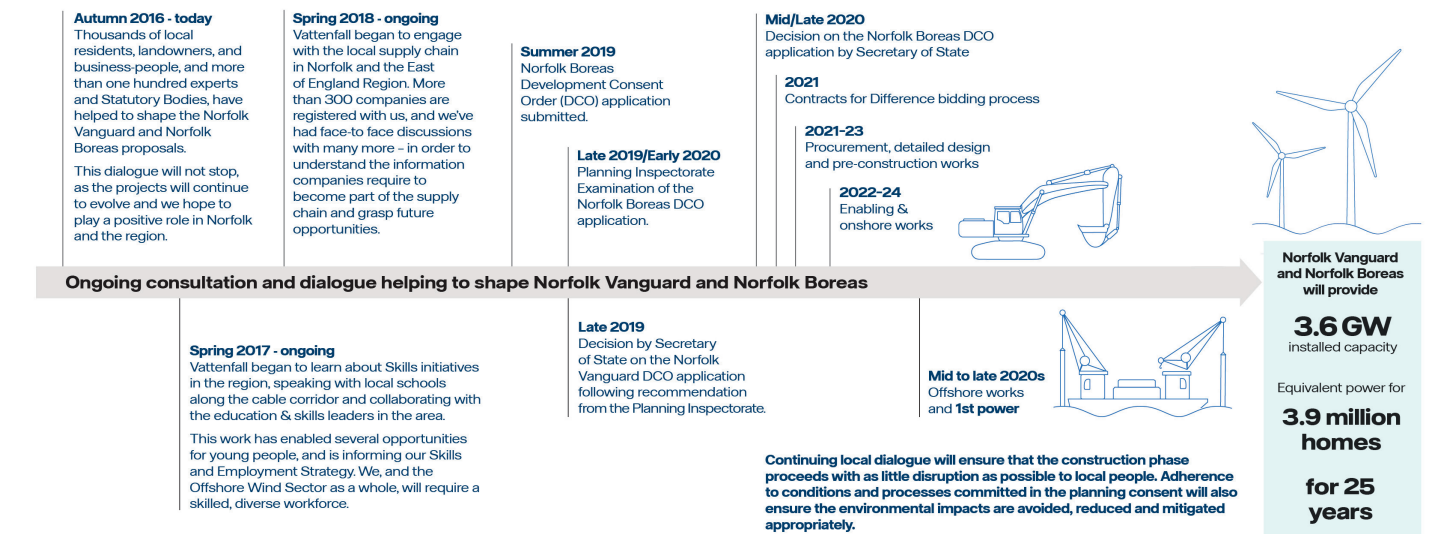 Autumn 2016 - today
Thousands of local
residents, landowners, and
business-people, and more
than one hundred experts
and Statutory Bodies, have
helped to shape the Norfolk
Vanguard and Norfolk
Boreas proposals.
This dialogue will not stop,
as the projects will continue
to evolve and we hope to
play a positive role in Norfolk
and the region.
Spring 2018 - ongoing
Vattenfall began to engage
with the local supply chain
in Norfolk and the East
of England Region. More
than 300 companies are
registered with us, and we've
had face-to face discussions
with many more – in order to
understand the information
companies require to
become part of the supply
chain and grasp future
opportunities.
Summer 2019
Norfolk Boreas
Development Consent
Order (DCO) application
submitted.
Late 2019/Early 2020
Planning Inspectorate
Examination of the
Norfolk Boreas DCO
application.
Mid/Late 2020
Decision on the Norfolk Boreas DCO
application by Secretary of State
2021
Contracts for Difference bidding process
2021-23
Procurement, detailed design
and pre-construction works
2022-24
Enabling &
onshore works
Ongoing consultation and dialogue helping to shape Norfolk Vanguard and Norfolk Boreas
Spring 2017 - ongoing
Vattenfall began to learn about Skills initiatives
in the region, speaking with local schools
along the cable corridor and collaborating with
the education & skills leaders in the area.
This work has enabled several opportunities
for young people, and is informing our Skills
and Employment Strategy. We, and the
Offshore Wind Sector as a whole, will require a
skilled, diverse workforce.
Late 2019
Decision by Secretary
of State on the Norfolk
Vanguard DCO application
following recommendation
from the Planning Inspectorate.
Mid to late 2020s
Offshore works
and 1st power
Continuing local dialogue will ensure that the construction phase
proceeds with as little disruption as possible to local people. Adherence
to conditions and processes committed in the planning consent will also
ensure the environmental impacts are avoided, reduced and mitigated
appropriately.
Norfolk Vanguard
and Norfolk Boreas
will provide
3.6 GW
installed capacity
Equivalent power for
3.9 million
homes
for 25
years